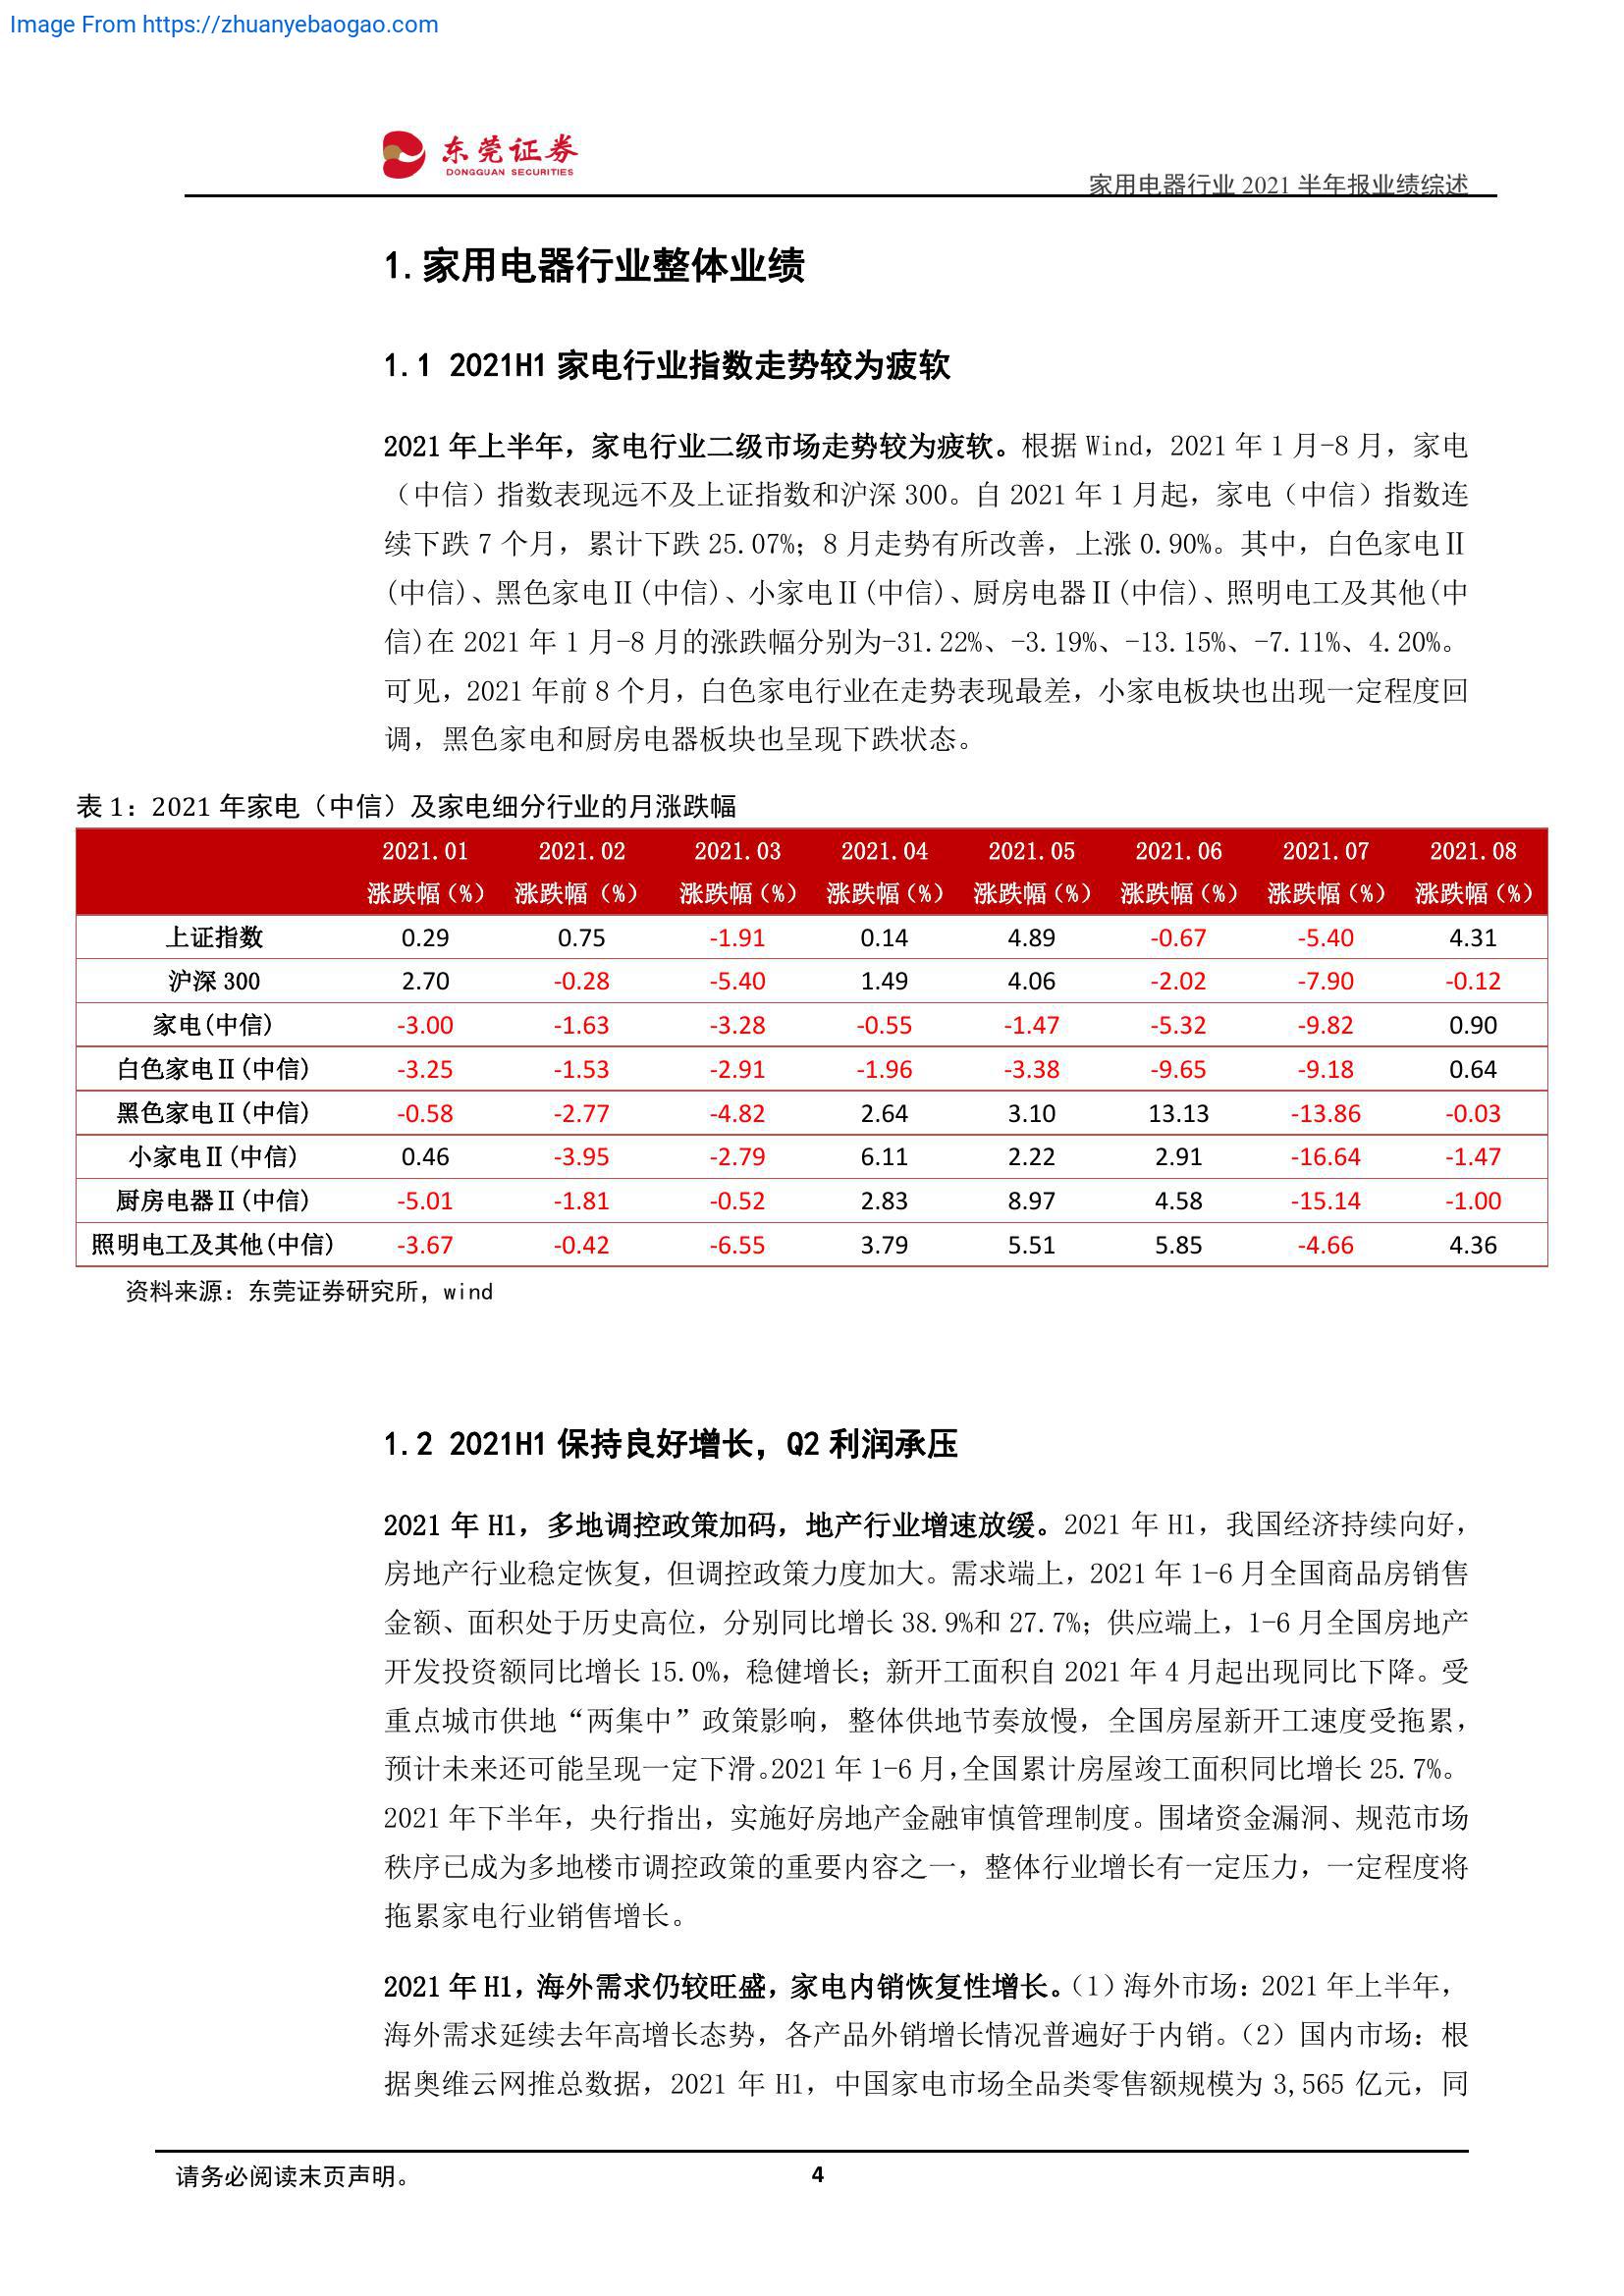 Image From https://zhuanyebaogao.com
东莞证券
DONGGUAN SECURITIES
家用电器行业 2021 半年报业绩综述
1.家用电器行业整体业绩
1.1 2021H1 家电行业指数走势较为疲软
2021 年上半年，家电行业二级市场走势较为疲软。根据 Wind，2021 年 1 月-8 月，家电
（中信）指数表现远不及上证指数和沪深 300。自 2021 年 1 月起，家电（中信）指数连
续下跌 7 个月，累计下跌 25.07%；8 月走势有所改善，上涨 0.90%。其中，白色家电Ⅱ
(中信)、黑色家电Ⅱ(中信)、小家电Ⅱ(中信)、厨房电器Ⅱ(中信)、照明电工及其他(中
信)在 2021 年 1 月-8 月的涨跌幅分别为-31.22%、-3.19%、-13.15%、-7.11%、4.20%。
可见，2021 年前 8 个月，白色家电行业在走势表现最差，小家电板块也出现一定程度回
调，黑色家电和厨房电器板块也呈现下跌状态。
表 1：2021 年家电（中信）及家电细分行业的月涨跌幅
2021.01 2021.02 2021.03 2021.04 2021.05 2021.06 2021.07 2021.08
涨跌幅(%) 涨跌幅 (%) 涨跌幅(%) 涨跌幅(%) 涨跌幅(%) 涨跌幅(%) 涨跌幅(%) 涨跌幅(%)
上证指数 0.29 0.75 -1.91 0.14 4.89 -0.67 -5.40 4.31
沪深 300 2.70 -0.28 -5.40 1.49 4.06 -2.02 -7.90 -0.12
家电(中信) -3.00 -1.63 -3.28 -0.55 -1.47 -5.32 -9.82 0.90
白色家电Ⅱ(中信) -3.25 -1.53 -2.91 -1.96 -3.38 -9.65 -9.18 0.64
黑色家电Ⅱ(中信) -0.58 -2.77 -4.82 2.64 3.10 13.13 -13.86 -0.03
小家电Ⅱ(中信) 0.46 -3.95 -2.79 6.11 2.22 2.91 -16.64 -1.47
厨房电器Ⅱ(中信) -5.01 -1.81 -0.52 2.83 8.97 4.58 -15.14 -1.00
照明电工及其他(中信) -3.67 -0.42 -6.55 3.79 5.51 5.85 -4.66 4.36
资料来源：东莞证券研究所，wind
1.2 2021H1 保持良好增长，Q2 利润承压
2021 年 H1，多地调控政策加码，地产行业增速放缓。2021 年 H1，我国经济持续向好，
房地产行业稳定恢复，但调控政策力度加大。需求端上，2021 年 1-6 月全国商品房销售
金额、面积处于历史高位，分别同比增长 38.9%和 27.7%；供应端上，1-6 月全国房地产
开发投资额同比增长 15.0%，稳健增长；新开工面积自 2021 年 4 月起出现同比下降。受
重点城市供地“两集中”政策影响，整体供地节奏放慢，全国房屋新开工速度受拖累，
预计未来还可能呈现一定下滑。2021 年 1-6 月，全国累计房屋竣工面积同比增长 25.7%。
2021 年下半年，央行指出，实施好房地产金融审慎管理制度。围堵资金漏洞、规范市场
秩序已成为多地楼市调控政策的重要内容之一，整体行业增长有一定压力，一定程度将
拖累家电行业销售增长。
2021 年 H1，海外需求仍较旺盛，家电内销恢复性增长。（1）海外市场：2021 年上半年，
海外需求延续去年高增长态势，各产品外销增长情况普遍好于内销。（2）国内市场：根
据奥维云网推总数据，2021 年 H1，中国家电市场全品类零售额规模为 3,565 亿元，同
请务必阅读末页声明。
4